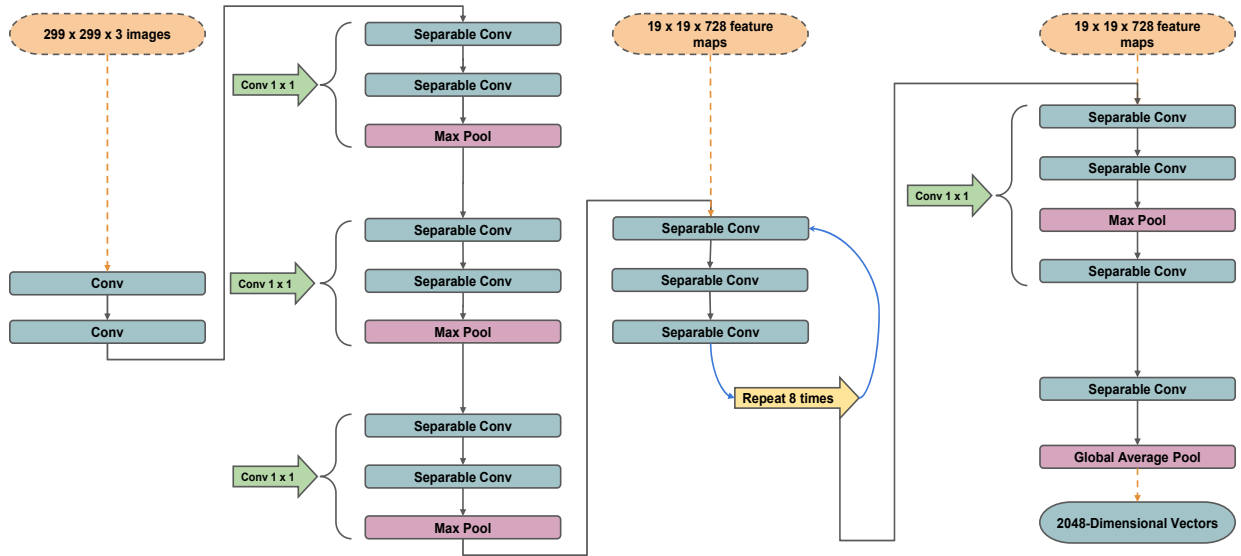 299 x 299 x 3 images
Conv
Conv
Conv 1 x 1
Separable Conv
Separable Conv
Max Pool
Conv 1 x 1
Separable Conv
Separable Conv
Max Pool
Conv 1 x 1
Separable Conv
Separable Conv
Max Pool
19 x 19 x 728 feature
maps
Separable Conv
Separable Conv
Separable Conv
Repeat 8 times
19 x 19 x 728 feature
maps
Conv 1 x 1
Separable Conv
Separable Conv
Max Pool
Separable Conv
Separable Conv
Global Average Pool
2048-Dimensional Vectors